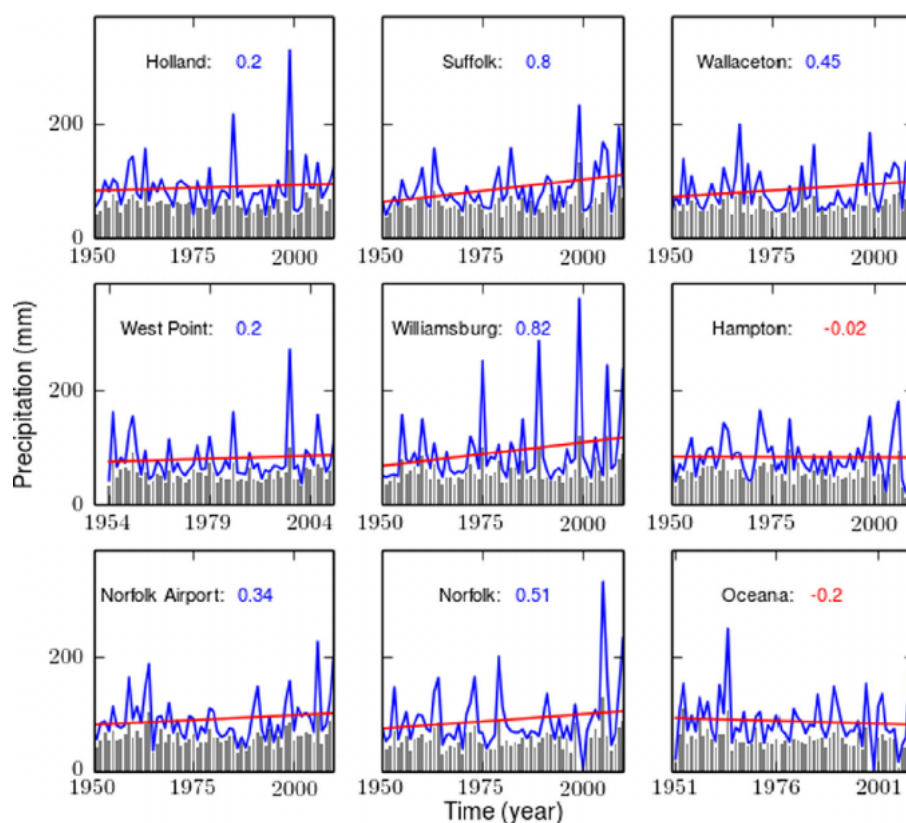 Holland: 0.2
Suffolk: 0.8
Wallaceton: 0.45
200
0
1950 1975 2000
1950 1975 2000
1950 1976 2001
West Point: 0.2
Williamsburg: 0.82
Hampton: -0.02
Precipitation (mm)
200
0
1954 1979 2004
1950 1975 2000
1950 1975 2000
Norfolk Airport: 0.34
Norfolk: 0.51
Oceana: -0.2
200
0
1950 1975 2000
1950 1975 2000
1951 1976 2001
Time (year)